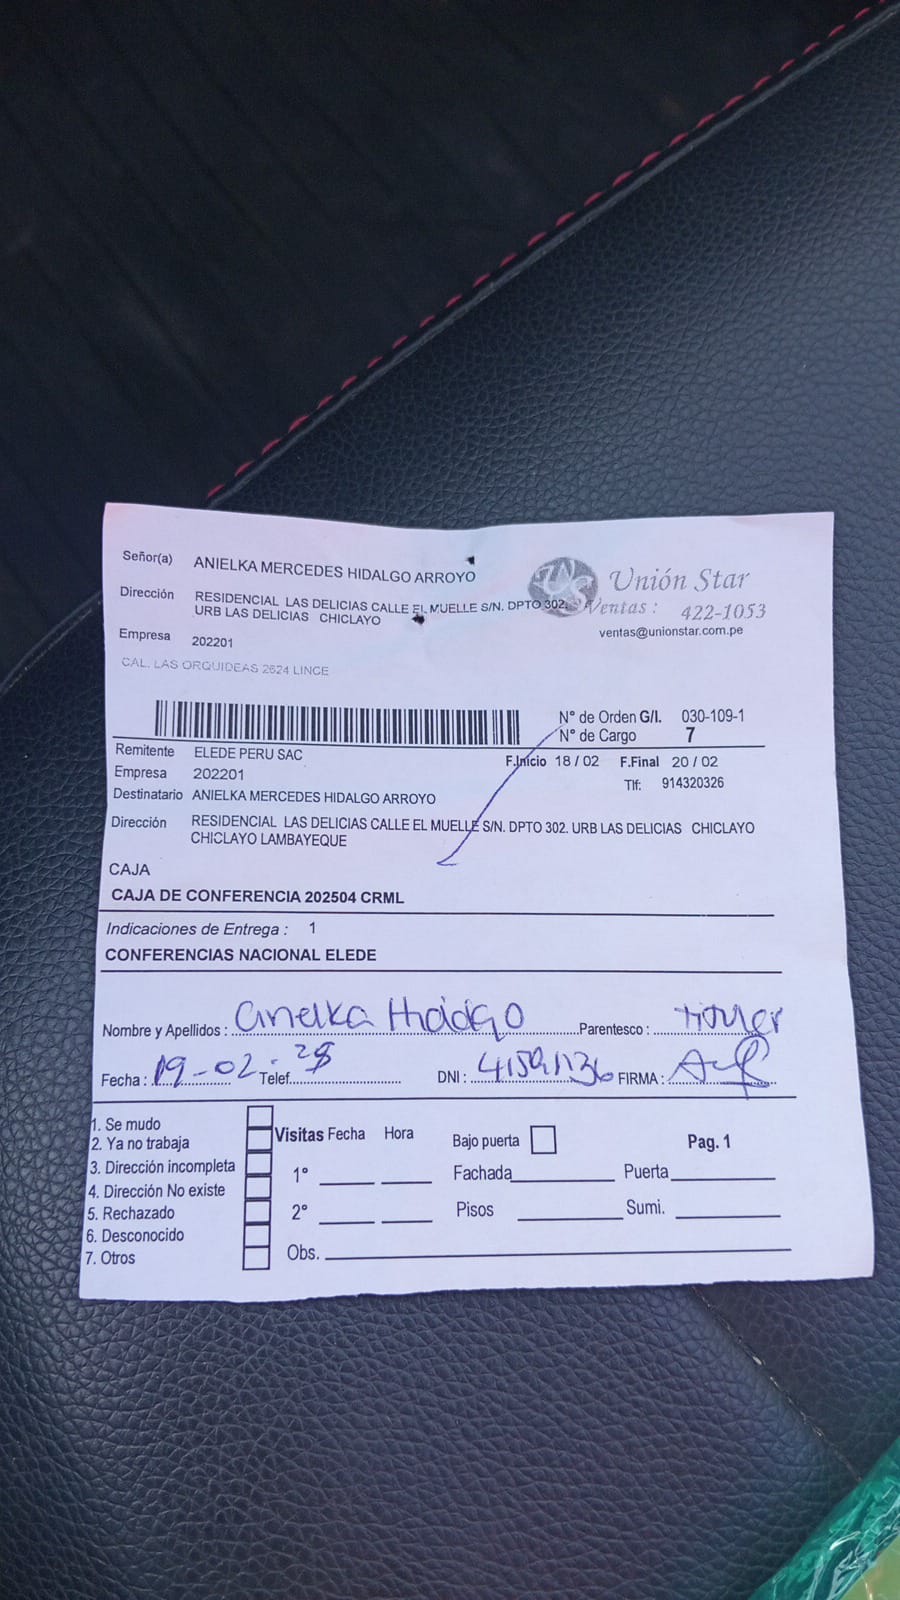 Señor(a) ANIELKA MERCEDES HIDALGO ARROYO
Dirección RESIDENCIAL LAS DELICIAS CALLE EL MUELLE S/N. DPTO 302.
URB LAS DELICIAS CHICLAYO
Empresa 202201
CAL. LAS ORQUIDEAS 2624 LINCE
Unión Star
Ventas : 422-1053
ventas@unionstar.com.pe
N° de Orden G/I. 030-109-1
N° de Cargo 7
Remitente ELEDE PERU SAC
F.Inicio 18 / 02 F.Final 20 / 02
Empresa 202201
Tlf: 914320326
Destinatario ANIELKA MERCEDES HIDALGO ARROYO
Dirección RESIDENCIAL LAS DELICIAS CALLE EL MUELLE S/N. DPTO 302. URB LAS DELICIAS CHICLAYO
CHICLAYO LAMBAYEQUE
CAJA
CAJA DE CONFERENCIA 202504 CRML
Indicaciones de Entrega : 1
CONFERENCIAS NACIONAL ELEDE
Nombre y Apellidos : Anielka Hidalgo Parentesco :
Fecha : 19-02-25 Telef. DNI : FIRMA :
1. Se mudo
2. Ya no trabaja
3. Dirección incompleta
4. Dirección No existe
5. Rechazado
6. Desconocido
7. Otros
Visitas Fecha Hora
1°
2°
Obs.
Bajo puerta
Pag. 1
Fachada Puerta
Pisos Sumi.